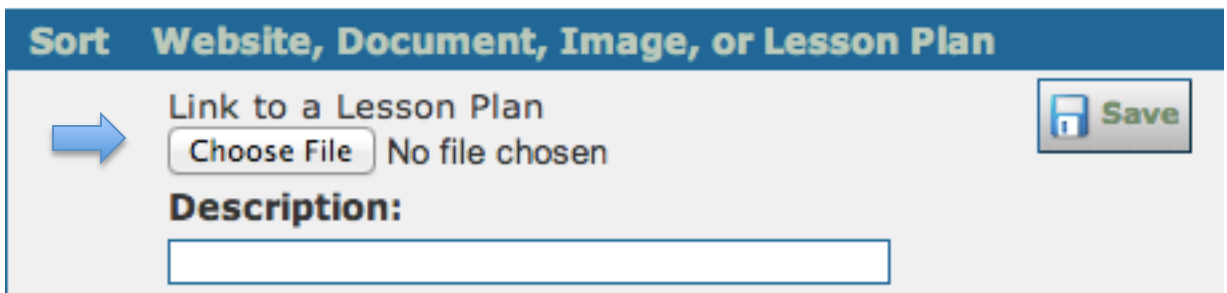 Sort Website, Document, Image, or Lesson Plan
Link to a Lesson Plan
Save
Choose File No file chosen
Description: